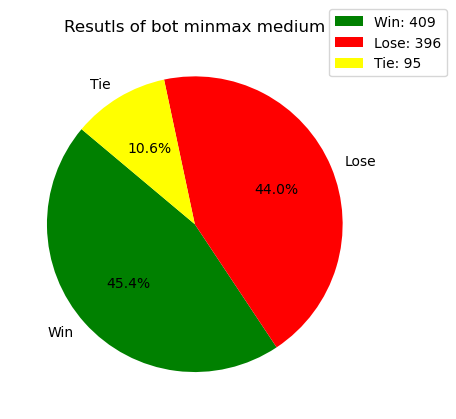 Resutls of bot minmax medium
Win: 409
Lose: 396
Tie: 95
Tie
10.6%
Lose
44.0%
45.4%
Win